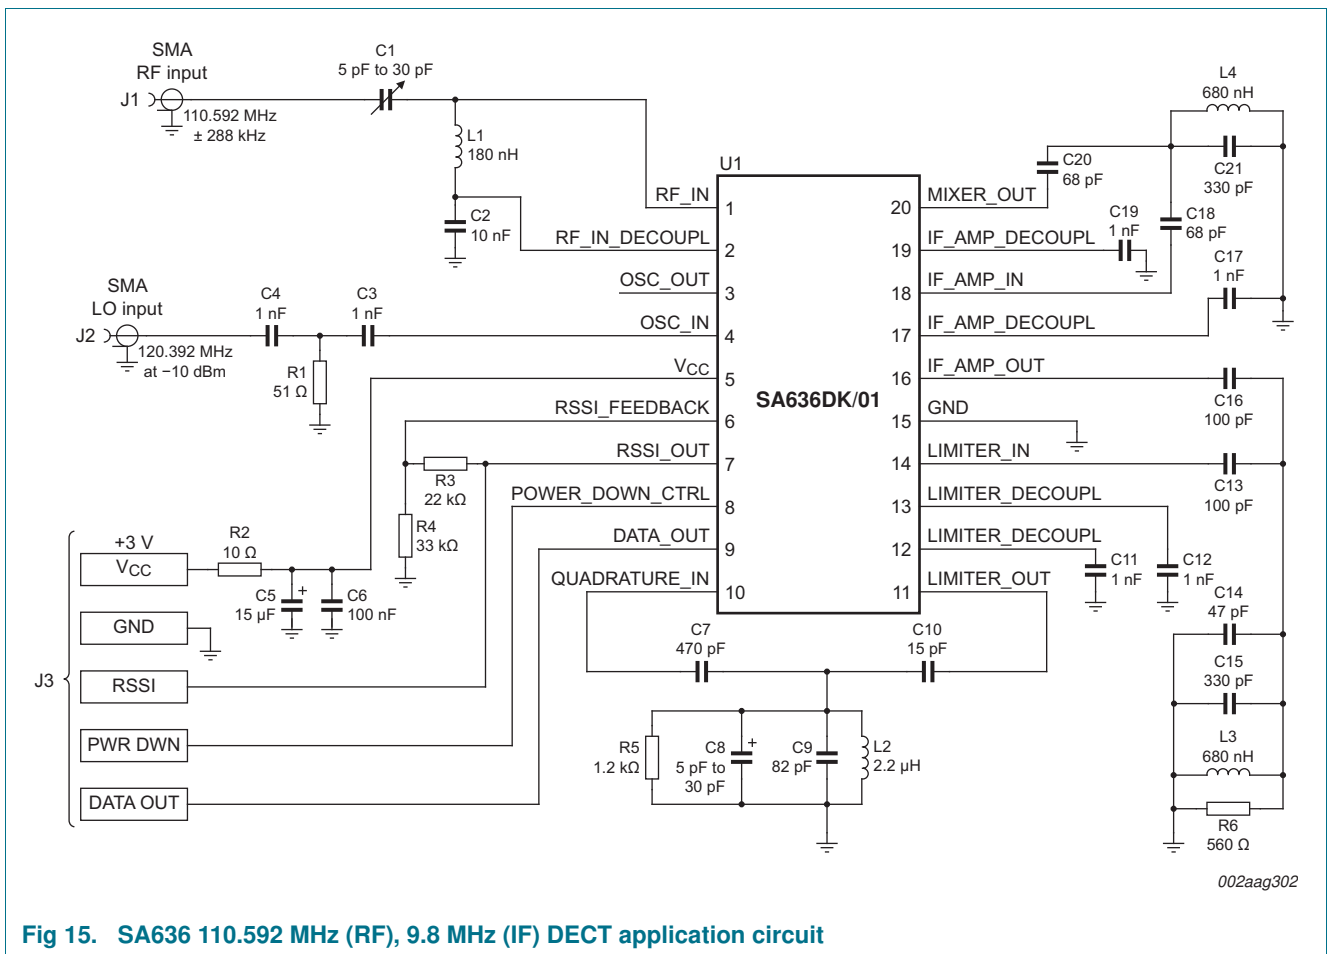 SMA
RF input
J1
110.592 MHz
± 288 kHz
C1
5 pF to 30 pF
L1
180 nH
C2
10 nF
SMA
LO input
J2
120.392 MHz
at −10 dBm
C4
1 nF
C3
1 nF
R1
51 Ω
U1
SA636DK/01
RF_IN
1
RF_IN_DECOUPL
2
OSC_OUT
3
OSC_IN
4
VCC
5
RSSI_FEEDBACK
6
RSSI_OUT
7
POWER_DOWN_CTRL
8
DATA_OUT
9
QUADRATURE_IN
10
20
MIXER_OUT
19
IF_AMP_DECOUPL
18
IF_AMP_IN
17
IF_AMP_DECOUPL
16
IF_AMP_OUT
15
GND
14
LIMITER_IN
13
LIMITER_DECOUPL
12
LIMITER_DECOUPL
11
LIMITER_OUT
L4
680 nH
C20
68 pF
C21
330 pF
C19
1 nF
C18
68 pF
C17
1 nF
C16
100 pF
C13
100 pF
C11
1 nF
C12
1 nF
C14
47 pF
C15
330 pF
L3
680 nH
R6
560 Ω
R3
22 kΩ
R4
33 kΩ
J3
+3 V
VCC
R2
10 Ω
C5
15 μF
+
C6
100 nF
GND
RSSI
PWR DWN
DATA OUT
C7
470 pF
C10
15 pF
R5
1.2 kΩ
C8
5 pF to
30 pF
+
C9
82 pF
L2
2.2 μH
002aag302
Fig 15. SA636 110.592 MHz (RF), 9.8 MHz (IF) DECT application circuit